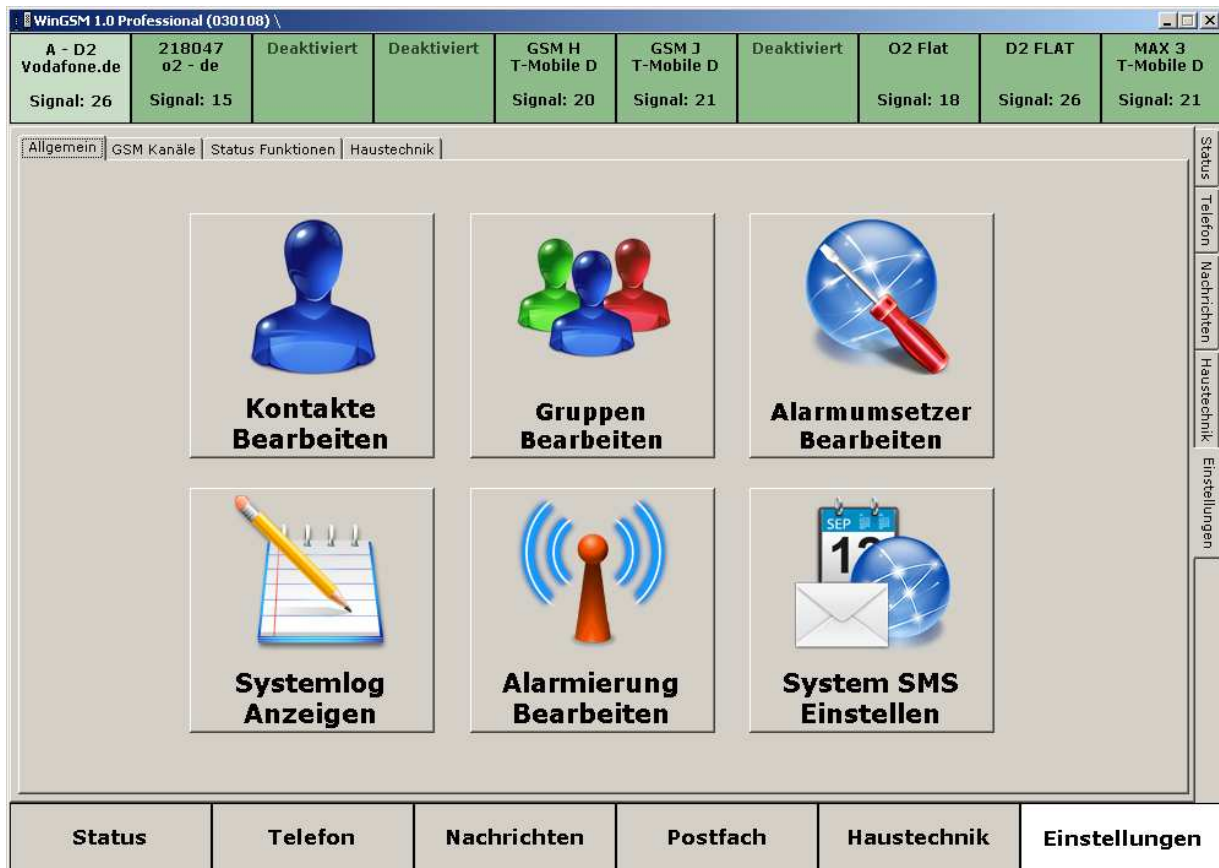 WinGSM 1.0 Professional (030108) \
A - D2
Vodafone.de
Signal: 26
218047
o2 - de
Signal: 15
Deaktiviert
Deaktiviert
GSM H
T-Mobile D
Signal: 20
GSM J
T-Mobile D
Signal: 21
Deaktiviert
O2 Flat
Signal: 18
D2 FLAT
Signal: 26
MAX 3
T-Mobile D
Signal: 21
Allgemein
GSM Kanäle
Status Funktionen
Haustechnik
Status
Telefon
Nachrichten
Haustechnik
Einstellungen
Kontakte
Bearbeiten
Gruppen
Bearbeiten
Alarmumsetzer
Bearbeiten
Systemlog
Anzeigen
Alarmierung
Bearbeiten
SEP
System SMS
Einstellen
Status
Telefon
Nachrichten
Postfach
Haustechnik
Einstellungen